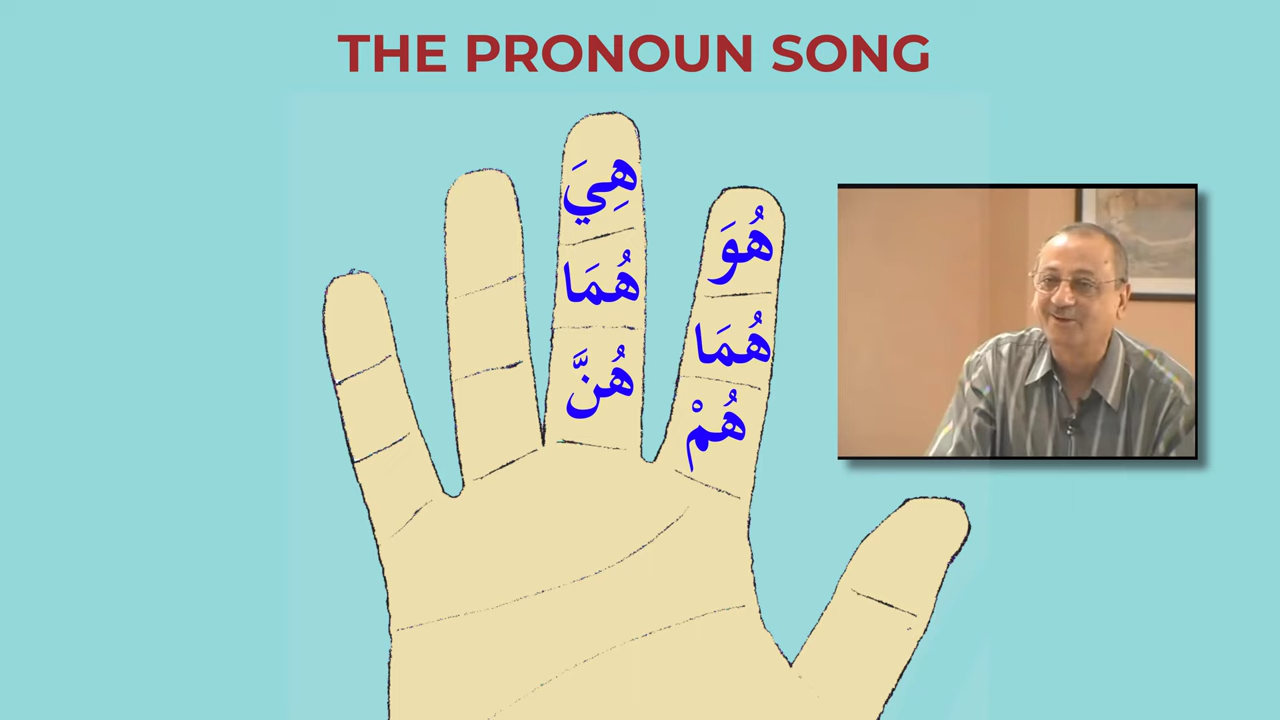 THE PRONOUN SONG
هُوَ
هُمَا
هُمْ
هِيَ
هُمَا
هُنَّ